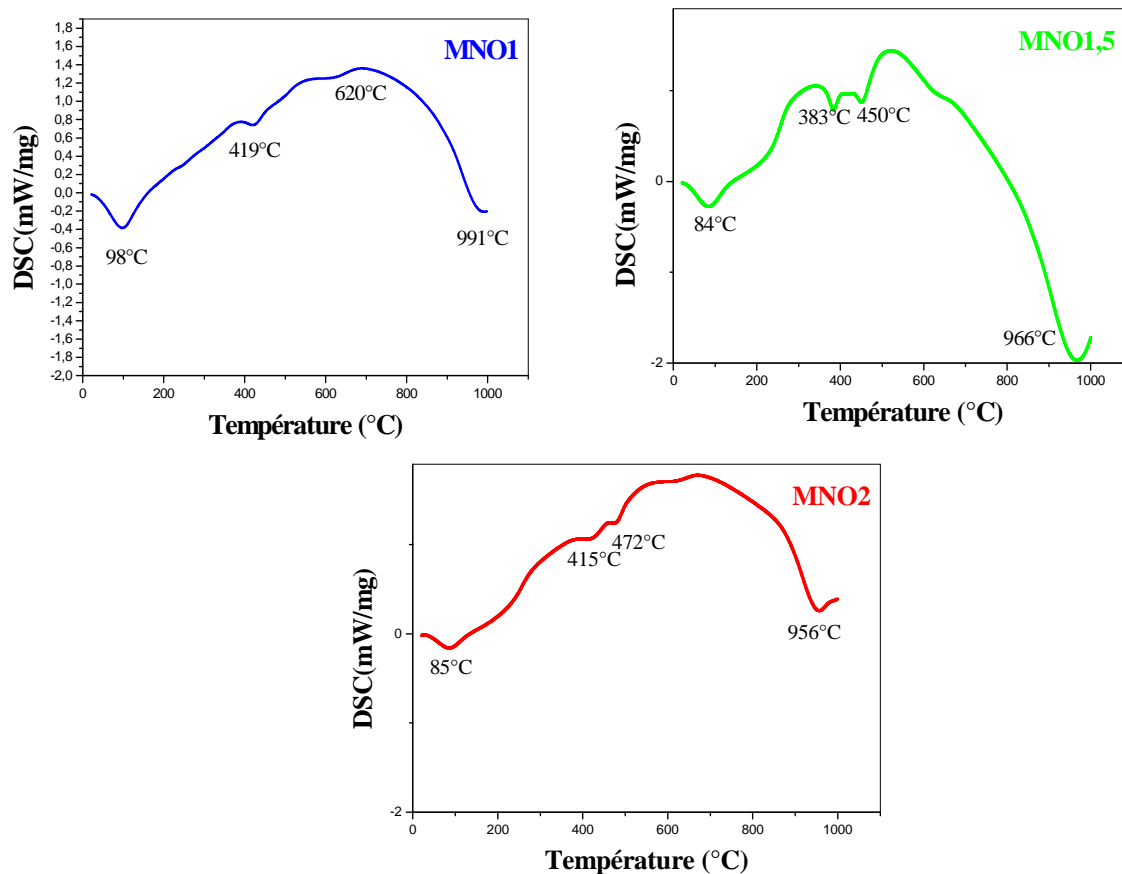 MNO1
1,8
1,6
1,4
1,2
1,0
0,8
0,6
0,4
0,2
0,0
-0,2
-0,4
-0,6
-0,8
-1,0
-1,2
-1,4
-1,6
-1,8
-2,0
DSC(mW/mg)
98°C
419°C
620°C
991°C
0 200 400 600 800 1000
Température (°C)
MNO1,5
0
-2
DSC(mW/mg)
84°C
383°C
450°C
966°C
0 200 400 600 800 1000
Température (°C)
MNO2
0
-2
DSC(mW/mg)
85°C
415°C
472°C
956°C
0 200 400 600 800 1000
Température (°C)